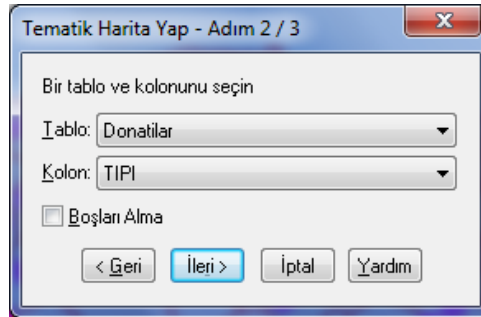 Tematik Harita Yap - Adım 2 / 3
Bir tablo ve kolonunu seçin
Tablo: Donatilar
Kolon: TIPI
Boşları Alma
< Geri İleri > İptal Yardım